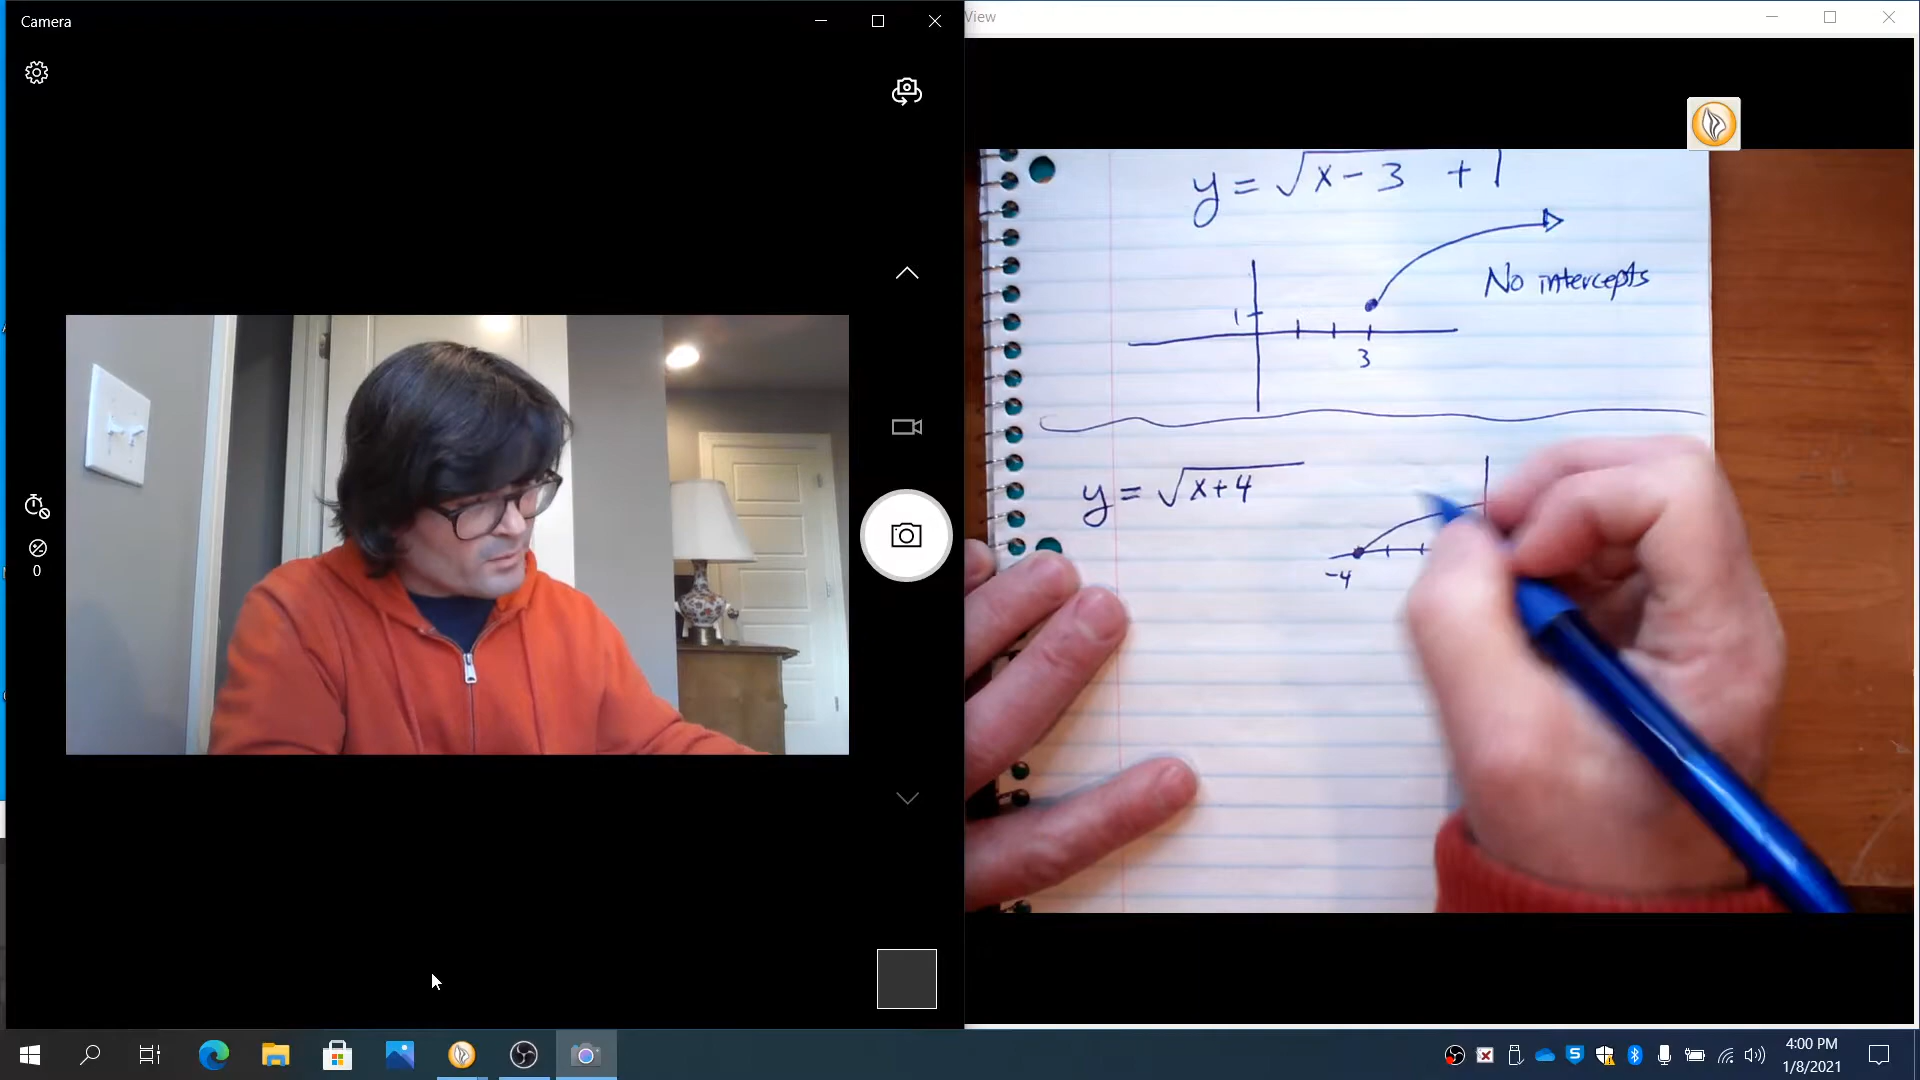 Camera
View
0
y = √x - 3 + 1
No intercepts
1
3
y = √x+4
-4
4:00 PM
1/8/2021